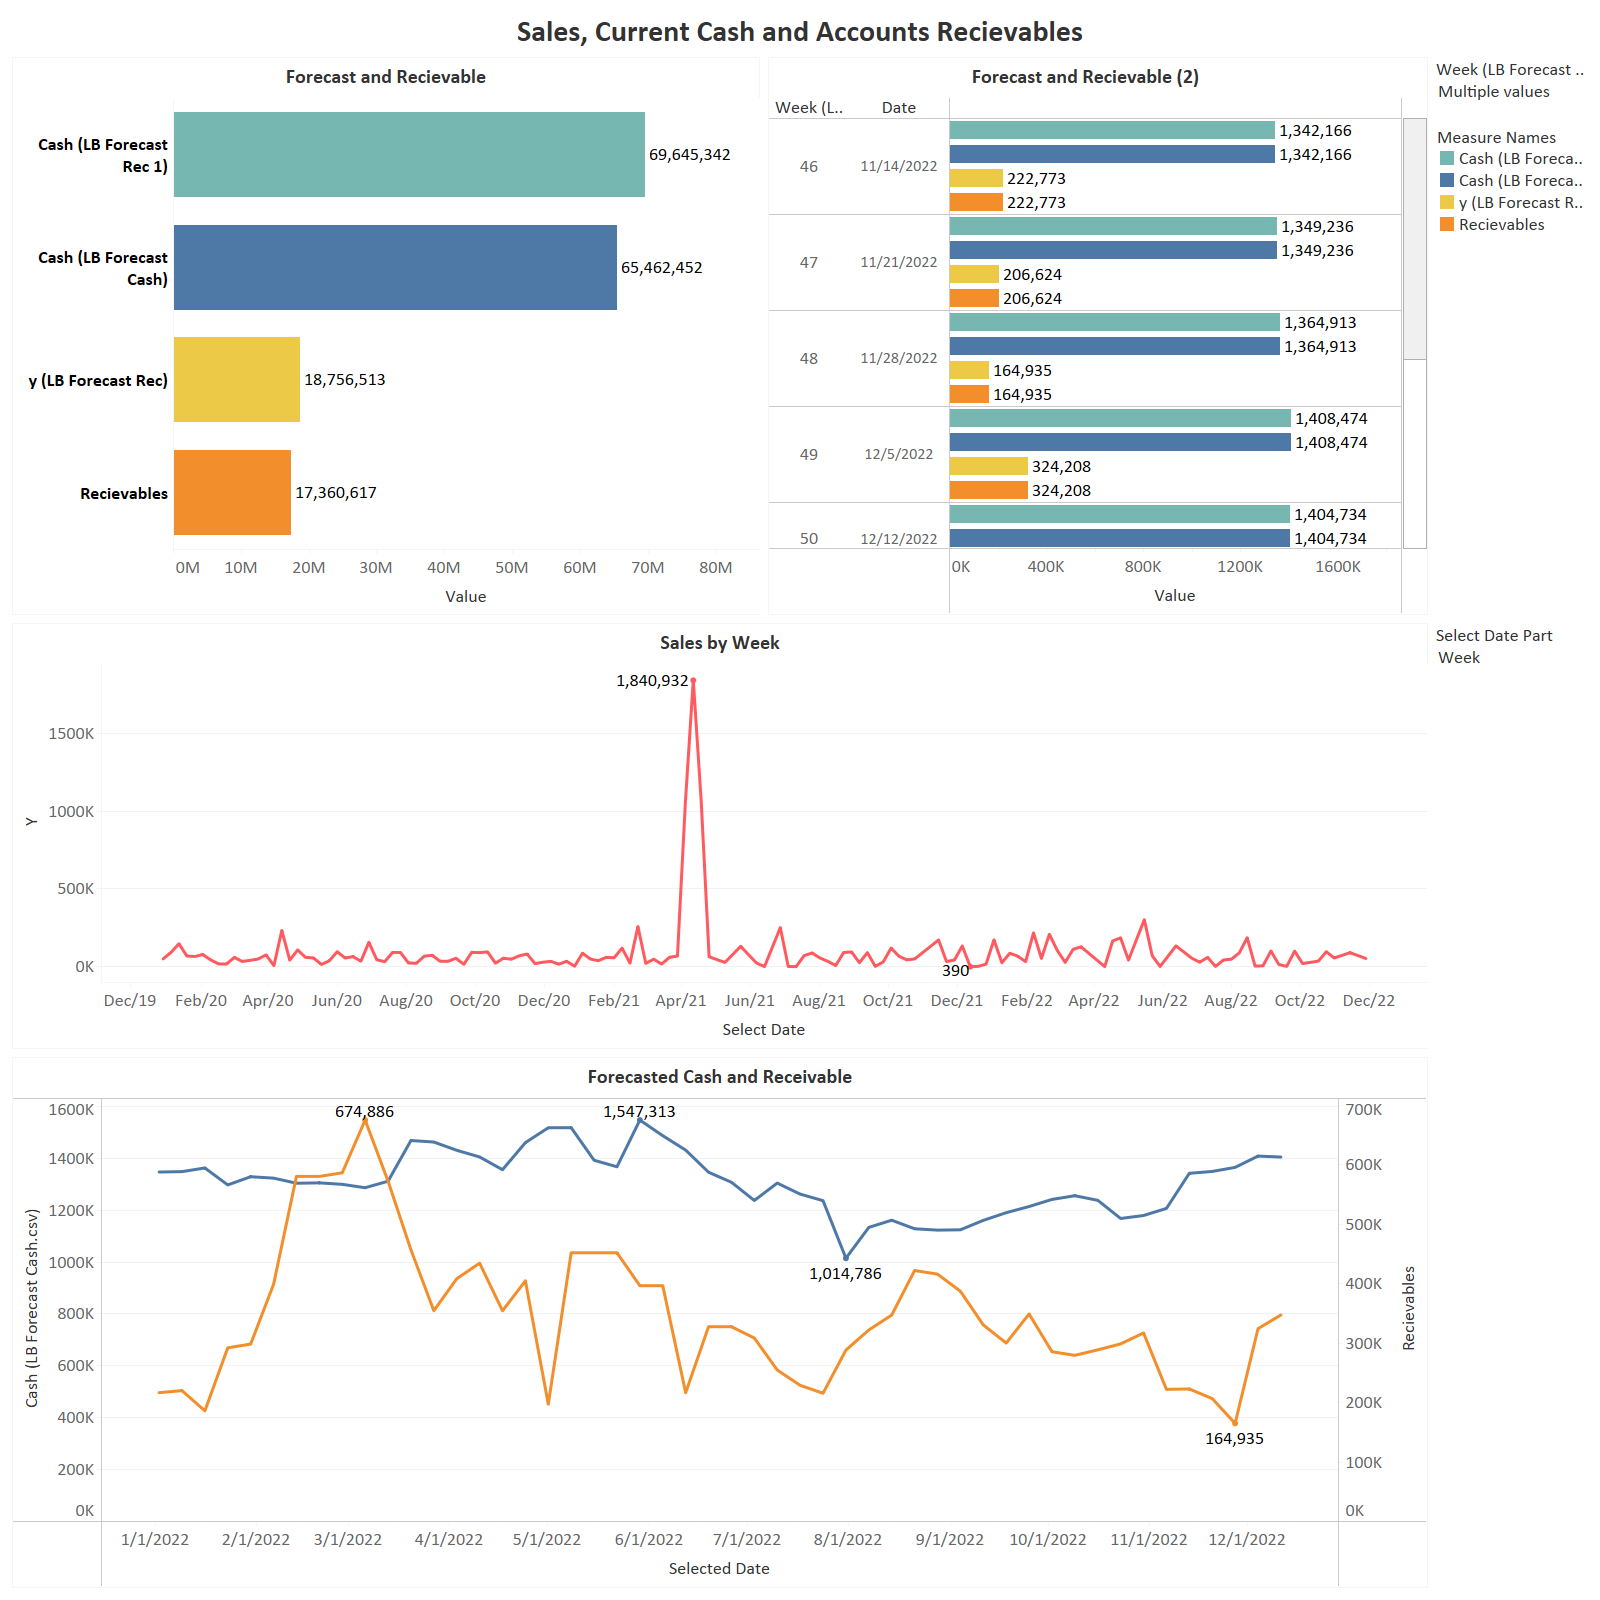 Sales, Current Cash and Accounts Recievables
Forecast and Recievable
Cash (LB Forecast
Rec 1)
69,645,342
Cash (LB Forecast
Cash)
65,462,452
y (LB Forecast Rec)
18,756,513
Recievables
17,360,617
0M 10M 20M 30M 40M 50M 60M 70M 80M
Value
Forecast and Recievable (2)
Week (L.. Date
46 11/14/2022
1,342,166
1,342,166
222,773
222,773
47 11/21/2022
1,349,236
1,349,236
206,624
206,624
48 11/28/2022
1,364,913
1,364,913
164,935
164,935
49 12/5/2022
1,408,474
1,408,474
324,208
324,208
50 12/12/2022
1,404,734
1,404,734
0K 400K 800K 1200K 1600K
Value
Week (LB Forecast ..
Multiple values
Measure Names
Cash (LB Foreca..
Cash (LB Foreca..
y (LB Forecast R..
Recievables
Sales by Week
1,840,932
1500K
1000K
500K
0K
Y
390
Dec/19 Feb/20 Apr/20 Jun/20 Aug/20 Oct/20 Dec/20 Feb/21 Apr/21 Jun/21 Aug/21 Oct/21 Dec/21 Feb/22 Apr/22 Jun/22 Aug/22 Oct/22 Dec/22
Select Date
Select Date Part
Week
Forecasted Cash and Receivable
1600K
1400K
1200K
1000K
800K
600K
400K
200K
0K
Cash (LB Forecast Cash.csv)
674,886
1,547,313
1,014,786
164,935
700K
600K
500K
400K
300K
200K
100K
0K
Recievables
1/1/2022 2/1/2022 3/1/2022 4/1/2022 5/1/2022 6/1/2022 7/1/2022 8/1/2022 9/1/2022 10/1/2022 11/1/2022 12/1/2022
Selected Date